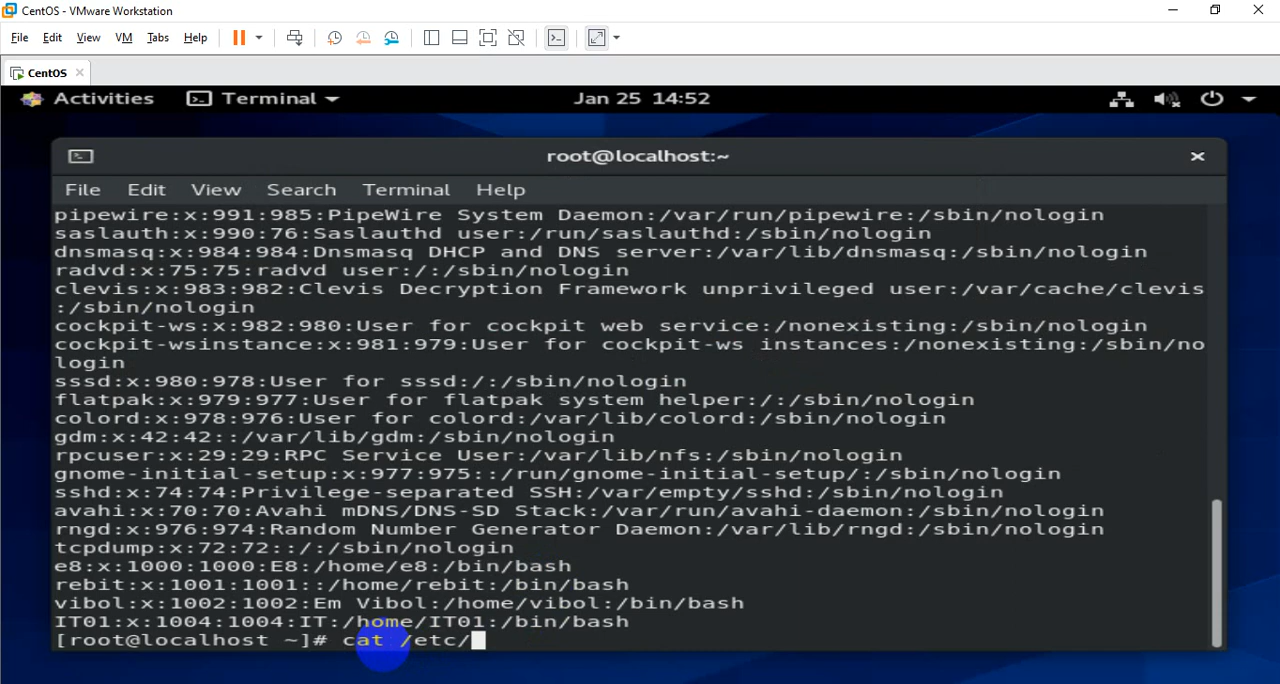 CentOS - VMware Workstation
File Edit View VM Tabs Help
CentOS
Activities Terminal Jan 25 14:52
root@localhost:~
File Edit View Search Terminal Help
pipewire:x:991:985:PipeWire System Daemon:/var/run/pipewire:/sbin/nologin
saslauth:x:990:76:Saslauthd user:/run/saslauthd:/sbin/nologin
dnsmasq:x:984:984:Dnsmasq DHCP and DNS server:/var/lib/dnsmasq:/sbin/nologin
radvd:x:75:75:radvd user:/:/sbin/nologin
clevis:x:983:982:Clevis Decryption Framework unprivileged user:/var/cache/clevis
:/sbin/nologin
cockpit-ws:x:982:980:User for cockpit web service:/nonexisting:/sbin/nologin
cockpit-wsinstance:x:981:979:User for cockpit-ws instances:/nonexisting:/sbin/no
login
sssd:x:980:978:User for sssd:/:/sbin/nologin
flatpak:x:979:977:User for flatpak system helper:/:/sbin/nologin
colord:x:978:976:User for colord:/var/lib/colord:/sbin/nologin
gdm:x:42:42::/var/lib/gdm:/sbin/nologin
rpcuser:x:29:29:RPC Service User:/var/lib/nfs:/sbin/nologin
gnome-initial-setup:x:977:975::/run/gnome-initial-setup/:/sbin/nologin
sshd:x:74:74:Privilege-separated SSH:/var/empty/sshd:/sbin/nologin
avahi:x:70:70:Avahi mDNS/DNS-SD Stack:/var/run/avahi-daemon:/sbin/nologin
rngd:x:976:974:Random Number Generator Daemon:/var/lib/rngd:/sbin/nologin
tcpdump:x:72:72::/:/sbin/nologin
e8:x:1000:1000:E8:/home/e8:/bin/bash
rebit:x:1001:1001::/home/rebit:/bin/bash
vibol:x:1002:1002:Em Vibol:/home/vibol:/bin/bash
IT01:x:1004:1004:IT:/home/IT01:/bin/bash
[root@localhost ~]# cat /etc/